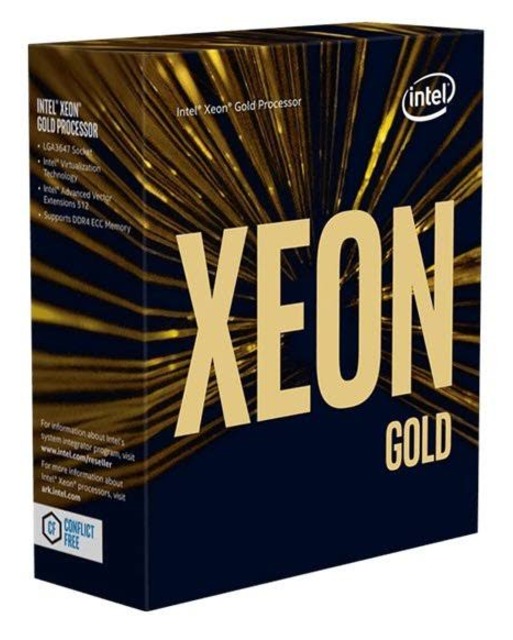 INTEL® XEON®
GOLD PROCESSOR
• LGA3647 Socket
• Intel® Virtualization
Technology
• Intel® Advanced Vector
Extensions 512
• Supports DDR4 ECC Memory
For information about Intel's
system integrator program, visit
www.intel.com/reseller
For more information about
Intel® Xeon® processors, visit
ark.intel.com
CF
CONFLICT
FREE
Intel® Xeon® Gold Processor
intel
XEON
GOLD